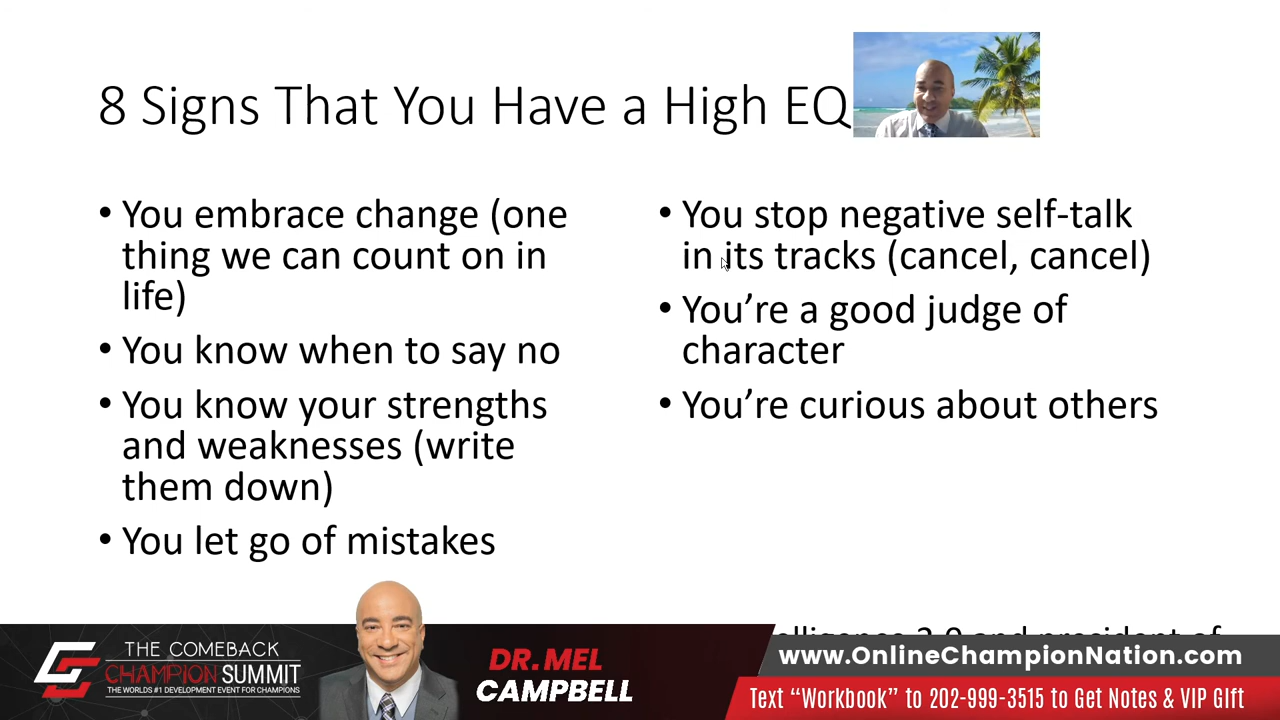 8 Signs That You Have a High EQ
• You embrace change (one
thing we can count on in
life)
• You know when to say no
• You know your strengths
and weaknesses (write
them down)
• You let go of mistakes
• You stop negative self-talk
in its tracks (cancel, cancel)
• You’re a good judge of
character
• You’re curious about others
THE COMEBACK
CHAMPION SUMMIT
THE WORLDS #1 DEVELOPMENT EVENT FOR CHAMPIONS
DR. MEL
CAMPBELL
and president of
www.OnlineChampionNation.com
Text “Workbook” to 202-999-3515 to Get Notes & VIP GIft